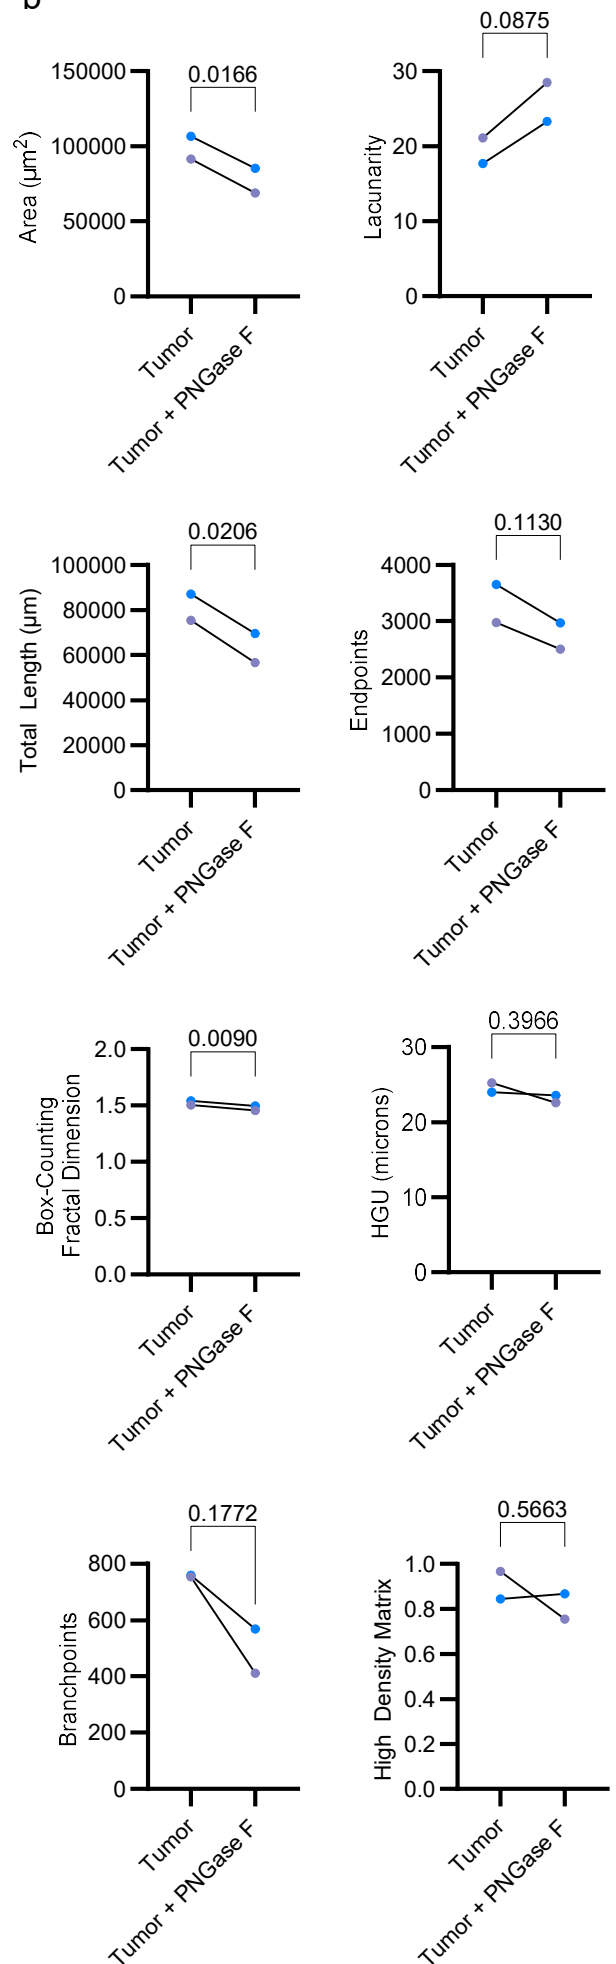 b
0.0166
150000
100000
50000
0
Area (µm²)
Tumor
Tumor + PNGase F
0.0875
30
20
10
0
Lacunarity
Tumor
Tumor + PNGase F
0.0206
100000
80000
60000
40000
20000
0
Total Length (µm)
Tumor
Tumor + PNGase F
0.1130
4000
3000
2000
1000
0
Endpoints
Tumor
Tumor + PNGase F
0.0090
2.0
1.5
1.0
0.5
0.0
Box-Counting
Fractal Dimension
Tumor
Tumor + PNGase F
0.3966
30
20
10
0
HGU (microns)
Tumor
Tumor + PNGase F
0.1772
800
600
400
200
0
Branchpoints
Tumor
Tumor + PNGase F
0.5663
1.0
0.8
0.6
0.4
0.2
0.0
High Density Matrix
Tumor
Tumor + PNGase F